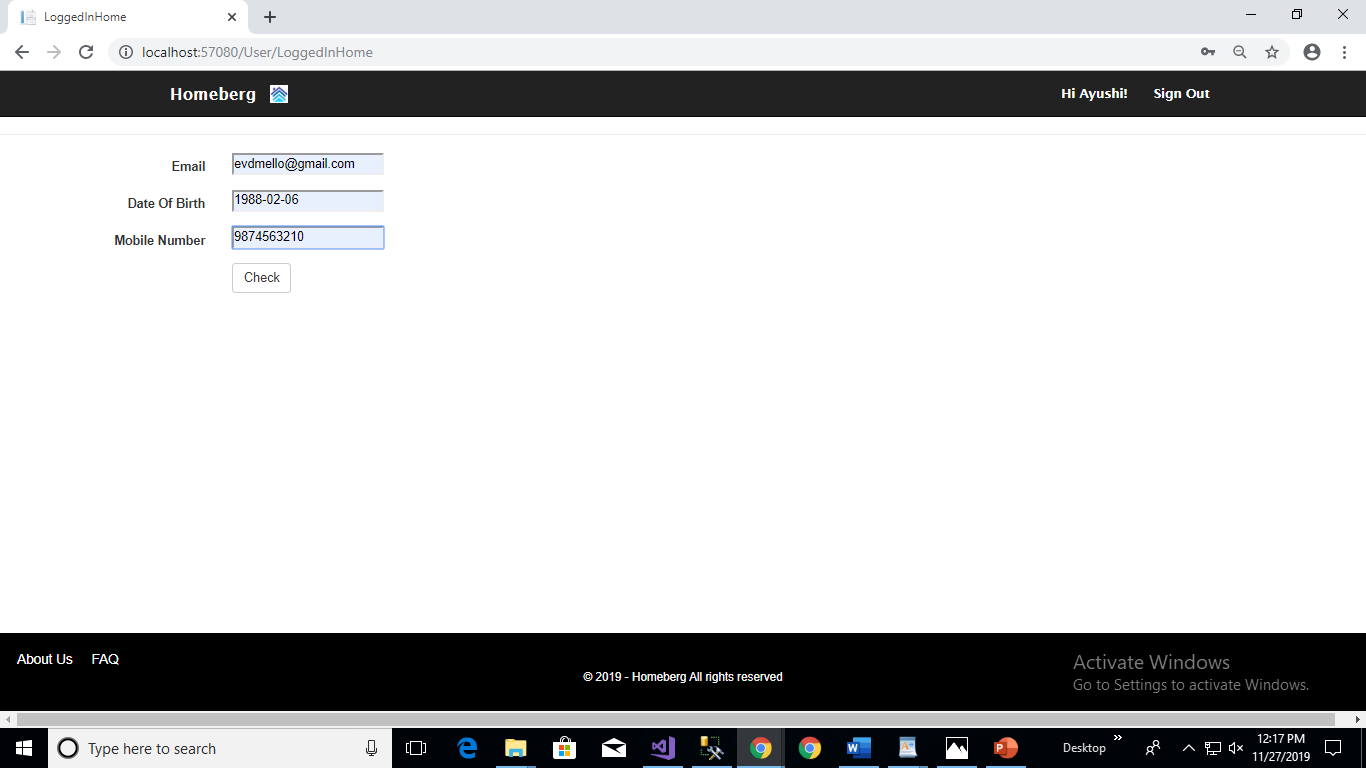 LoggedInHome
localhost:57080/User/LoggedInHome
Homeberg Hi Ayushi! Sign Out
Email evdmello@gmail.com
Date Of Birth 1988-02-06
Mobile Number 9874563210
Check
About Us FAQ
© 2019 - Homeberg All rights reserved
Activate Windows
Go to Settings to activate Windows.
Type here to search
Desktop
12:17 PM
11/27/2019